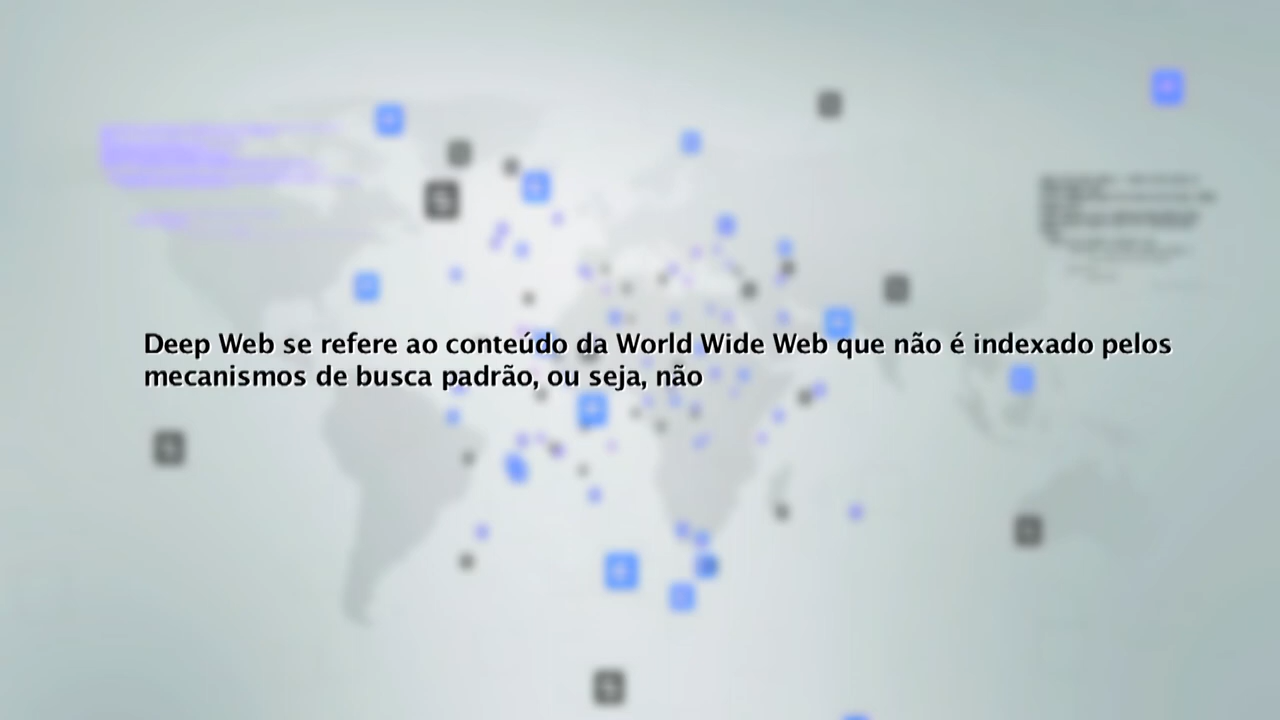 Deep Web se refere ao conteúdo da World Wide Web que não é indexado pelos
mecanismos de busca padrão, ou seja, não